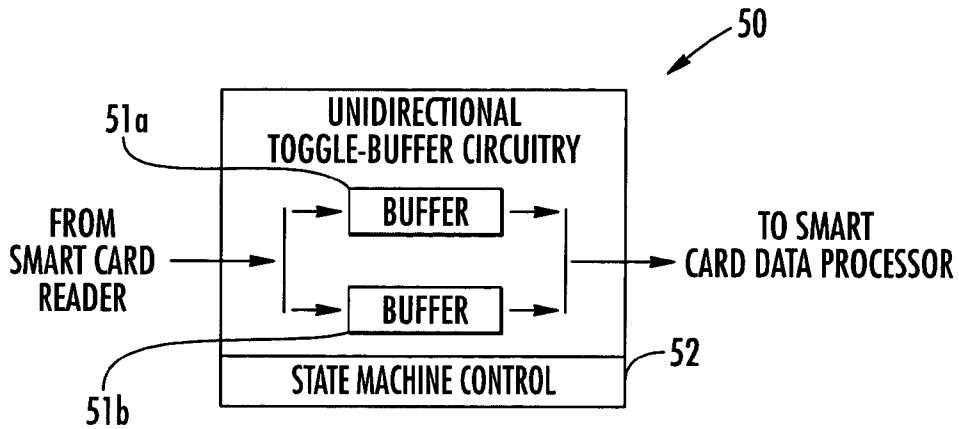 50
51a
UNIDIRECTIONAL
TOGGLE-BUFFER CIRCUITRY
BUFFER
FROM
SMART CARD
READER
TO SMART
CARD DATA PROCESSOR
BUFFER
52
STATE MACHINE CONTROL
51b